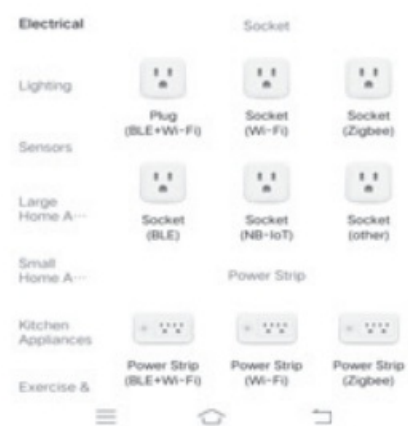 Electrical
Lighting
Sensors
Large
Home A···
Small
Home A···
Kitchen
Appliances
Exercise &
Socket
Plug
(BLE+Wi-Fi)
Socket
(Wi-Fi)
Socket
(Zigbee)
Socket
(BLE)
Socket
(NB-IoT)
Socket
(other)
Power Strip
Power Strip
(BLE+Wi-Fi)
Power Strip
(Wi-Fi)
Power Strip
(Zigbee)